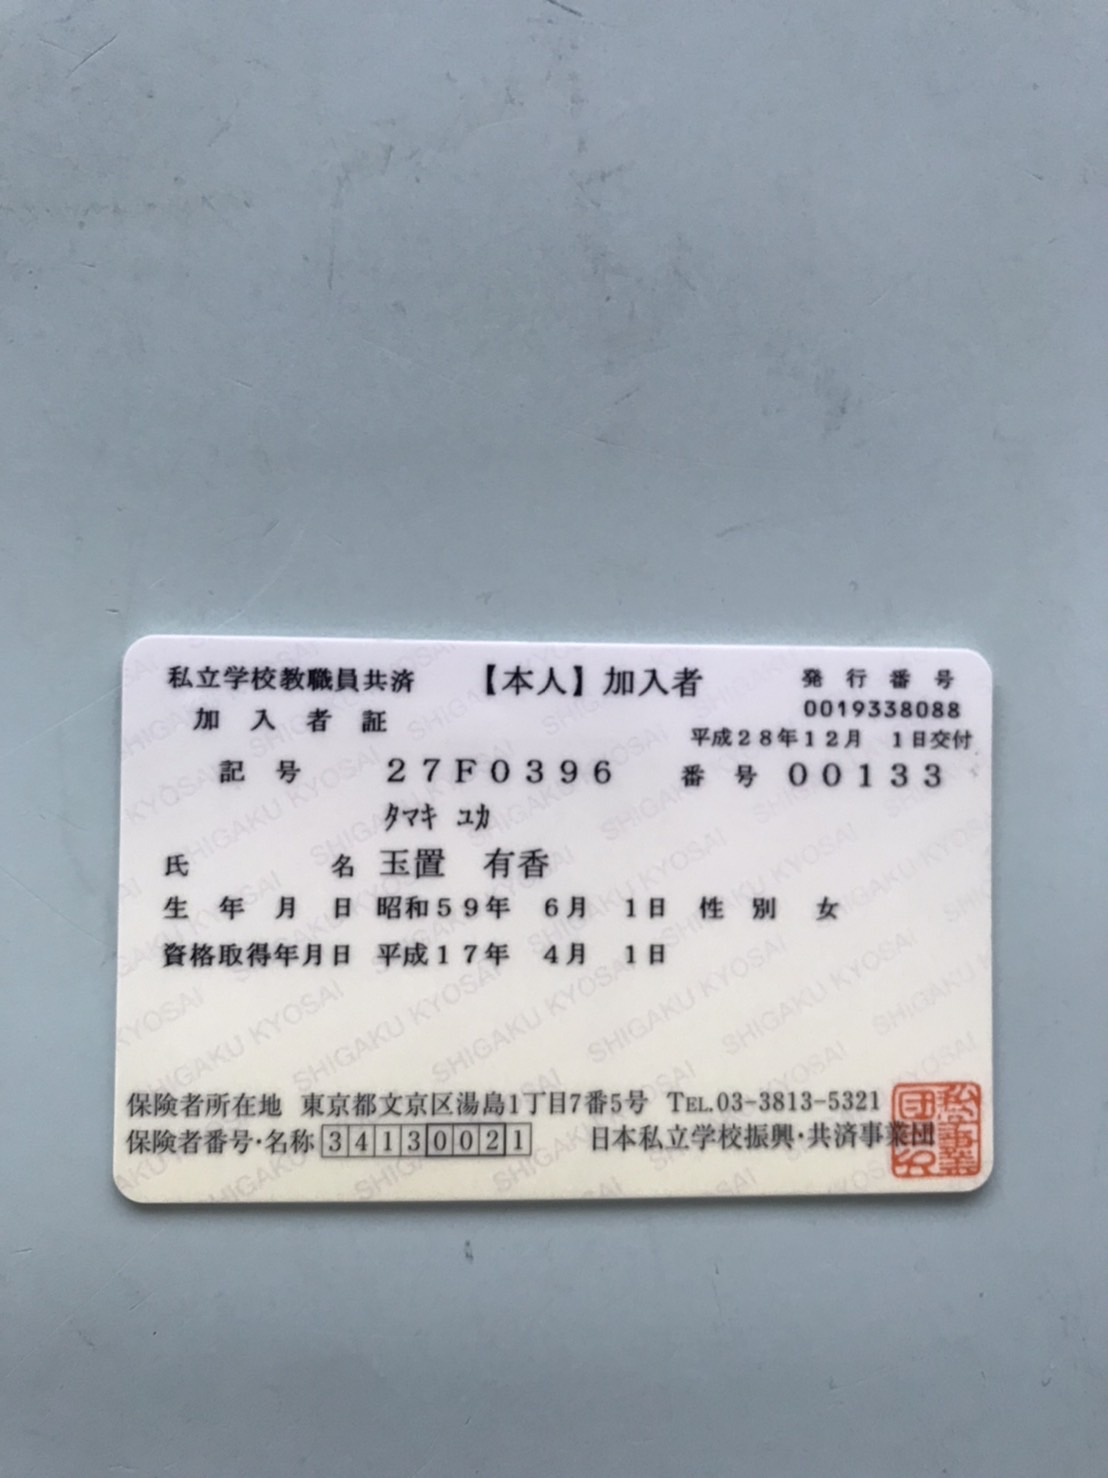 私立学校教職員共済 【本人】加入者 発行番号
加入者証 0019338088
平成28年12月 1日交付
記号 27F0396 番号 00133
タマキ ユカ
氏名 玉置 有香
生年月日 昭和59年 6月 1日 性別 女
資格取得年月日 平成17年 4月 1日
保険者所在地 東京都文京区湯島1丁目7番5号 TEL.03-3813-5321
保険者番号・名称 34130021 日本私立学校振興・共済事業団
SHIGAKU KYOSAI